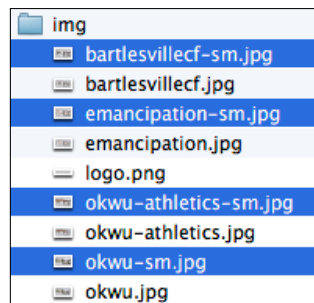 img
bartlesvillecf-sm.jpg
bartlesvillecf.jpg
emancipation-sm.jpg
emancipation.jpg
logo.png
okwu-athletics-sm.jpg
okwu-athletics.jpg
okwu-sm.jpg
okwu.jpg